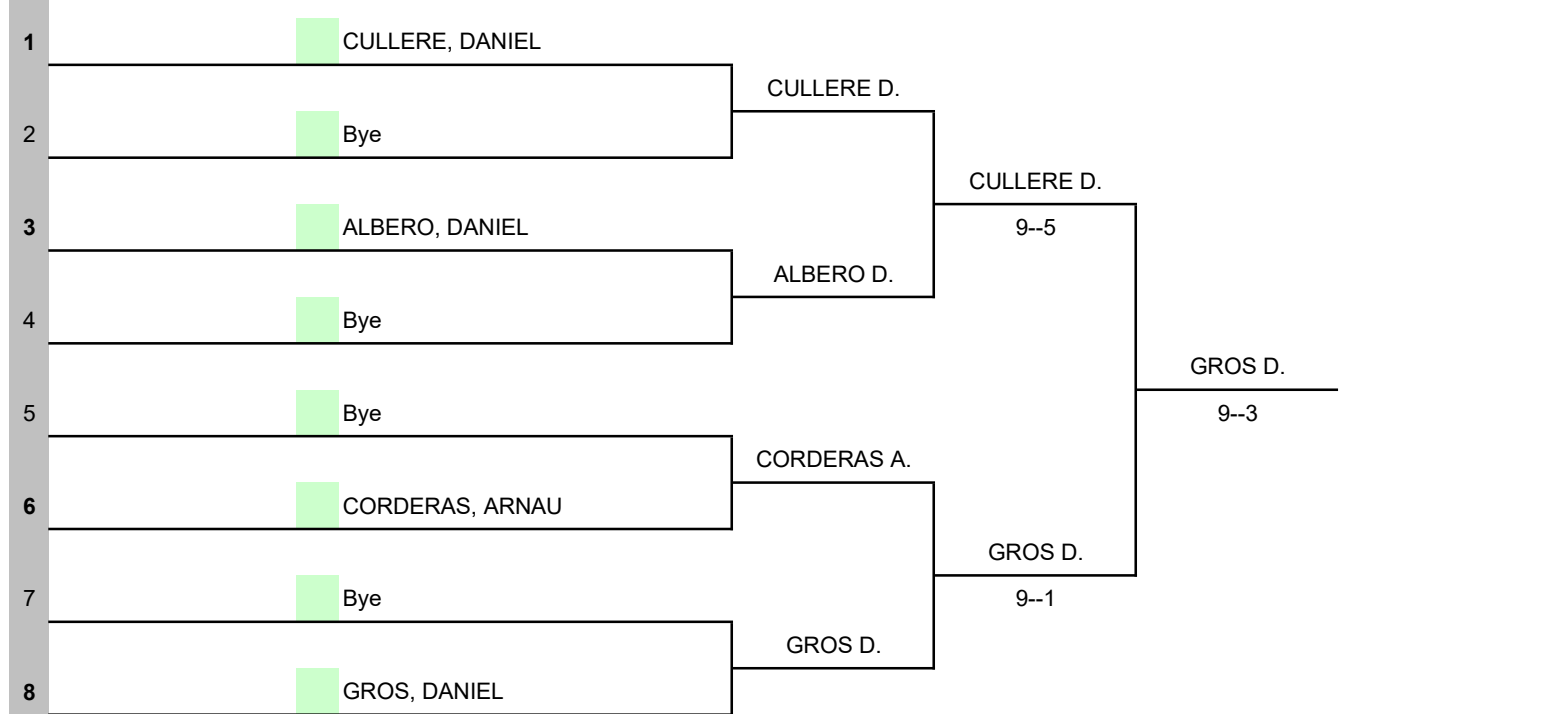 1 CULLERE, DANIEL
CULLERE D.
2 Bye
CULLERE D.
3 ALBERO, DANIEL
9--5
ALBERO D.
4 Bye
GROS D.
5 Bye
9--3
CORDERAS A.
6 CORDERAS, ARNAU
GROS D.
7 Bye
9--1
GROS D.
8 GROS, DANIEL